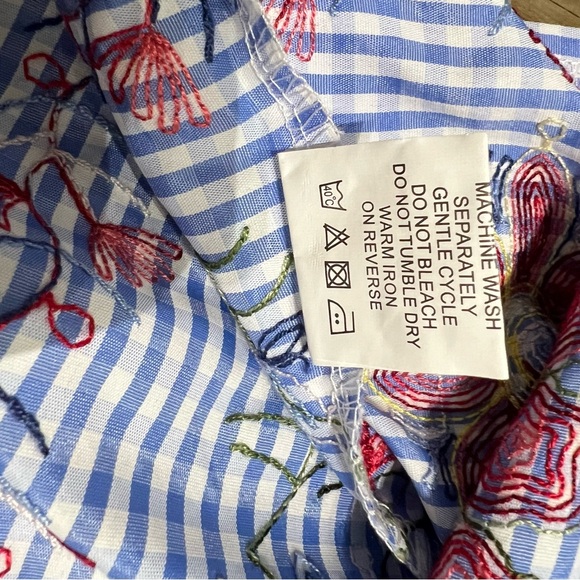 MACHINE WASH
SEPARATELY
GENTLE CYCLE
DO NOT BLEACH
DO NOT TUMBLE DRY
WARM IRON
ON REVERSE
40°C